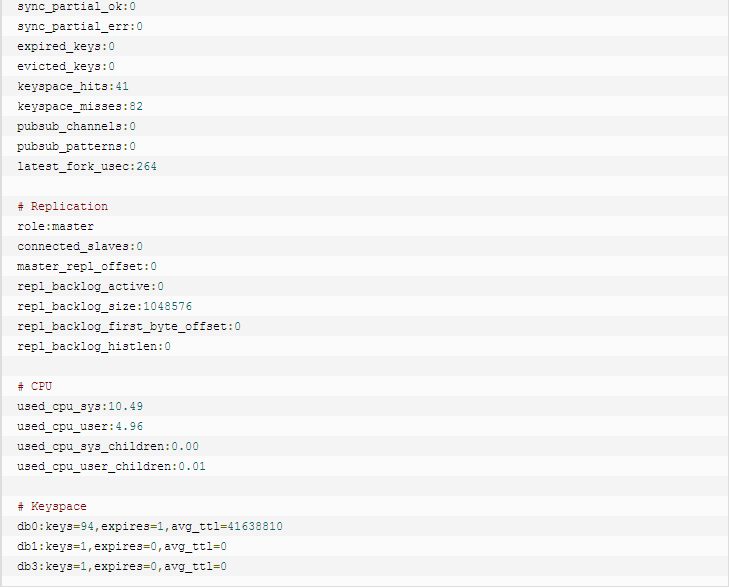 sync_partial_ok:0
sync_partial_err:0
expired_keys:0
evicted_keys:0
keyspace_hits:41
keyspace_misses:82
pubsub_channels:0
pubsub_patterns:0
latest_fork_usec:264
# Replication
role:master
connected_slaves:0
master_repl_offset:0
repl_backlog_active:0
repl_backlog_size:1048576
repl_backlog_first_byte_offset:0
repl_backlog_histlen:0
# CPU
used_cpu_sys:10.49
used_cpu_user:4.96
used_cpu_sys_children:0.00
used_cpu_user_children:0.01
# Keyspace
db0:keys=94,expires=1,avg_ttl=41638810
db1:keys=1,expires=0,avg_ttl=0
db3:keys=1,expires=0,avg_ttl=0